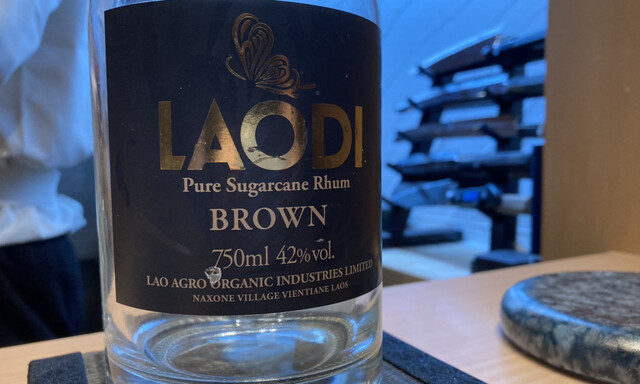 LAODI
Pure Sugarcane Rhum
BROWN
750ml 42%vol.
LAO AGRO ORGANIC INDUSTRIES LIMITED
NAXONE VILLAGE VIENTIANE LAOS